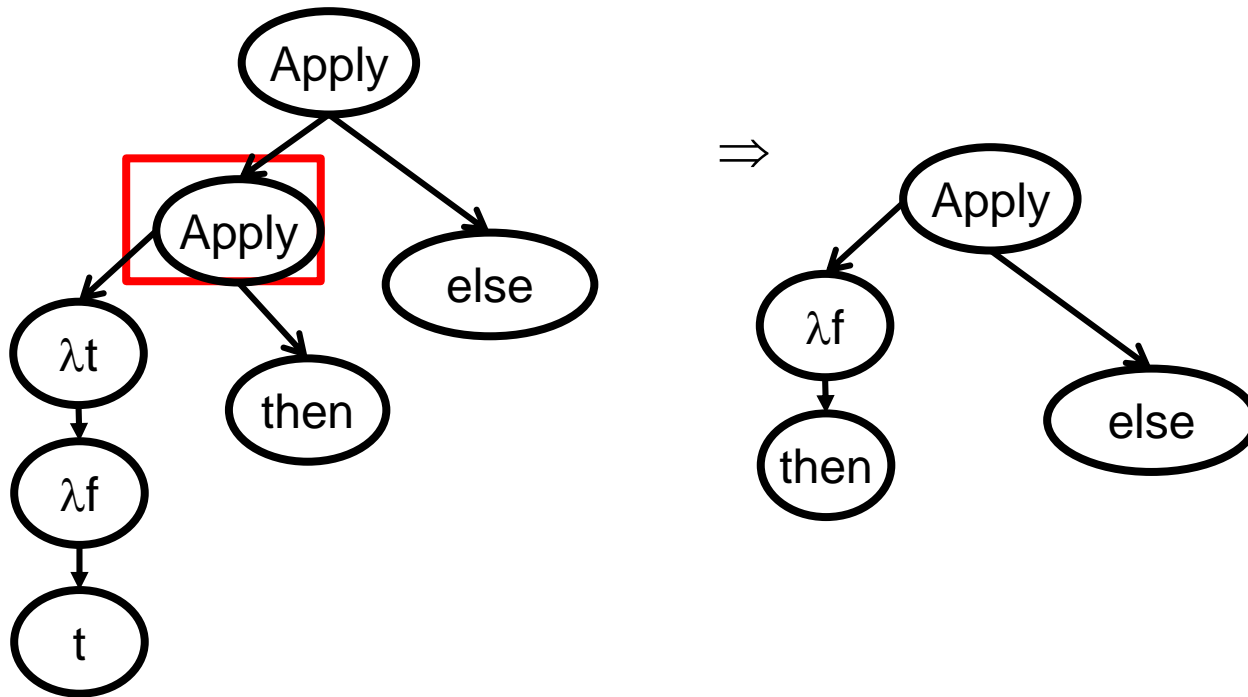 Apply
⇒
Apply
else
λt
then
λf
t
Apply
λf
then
else